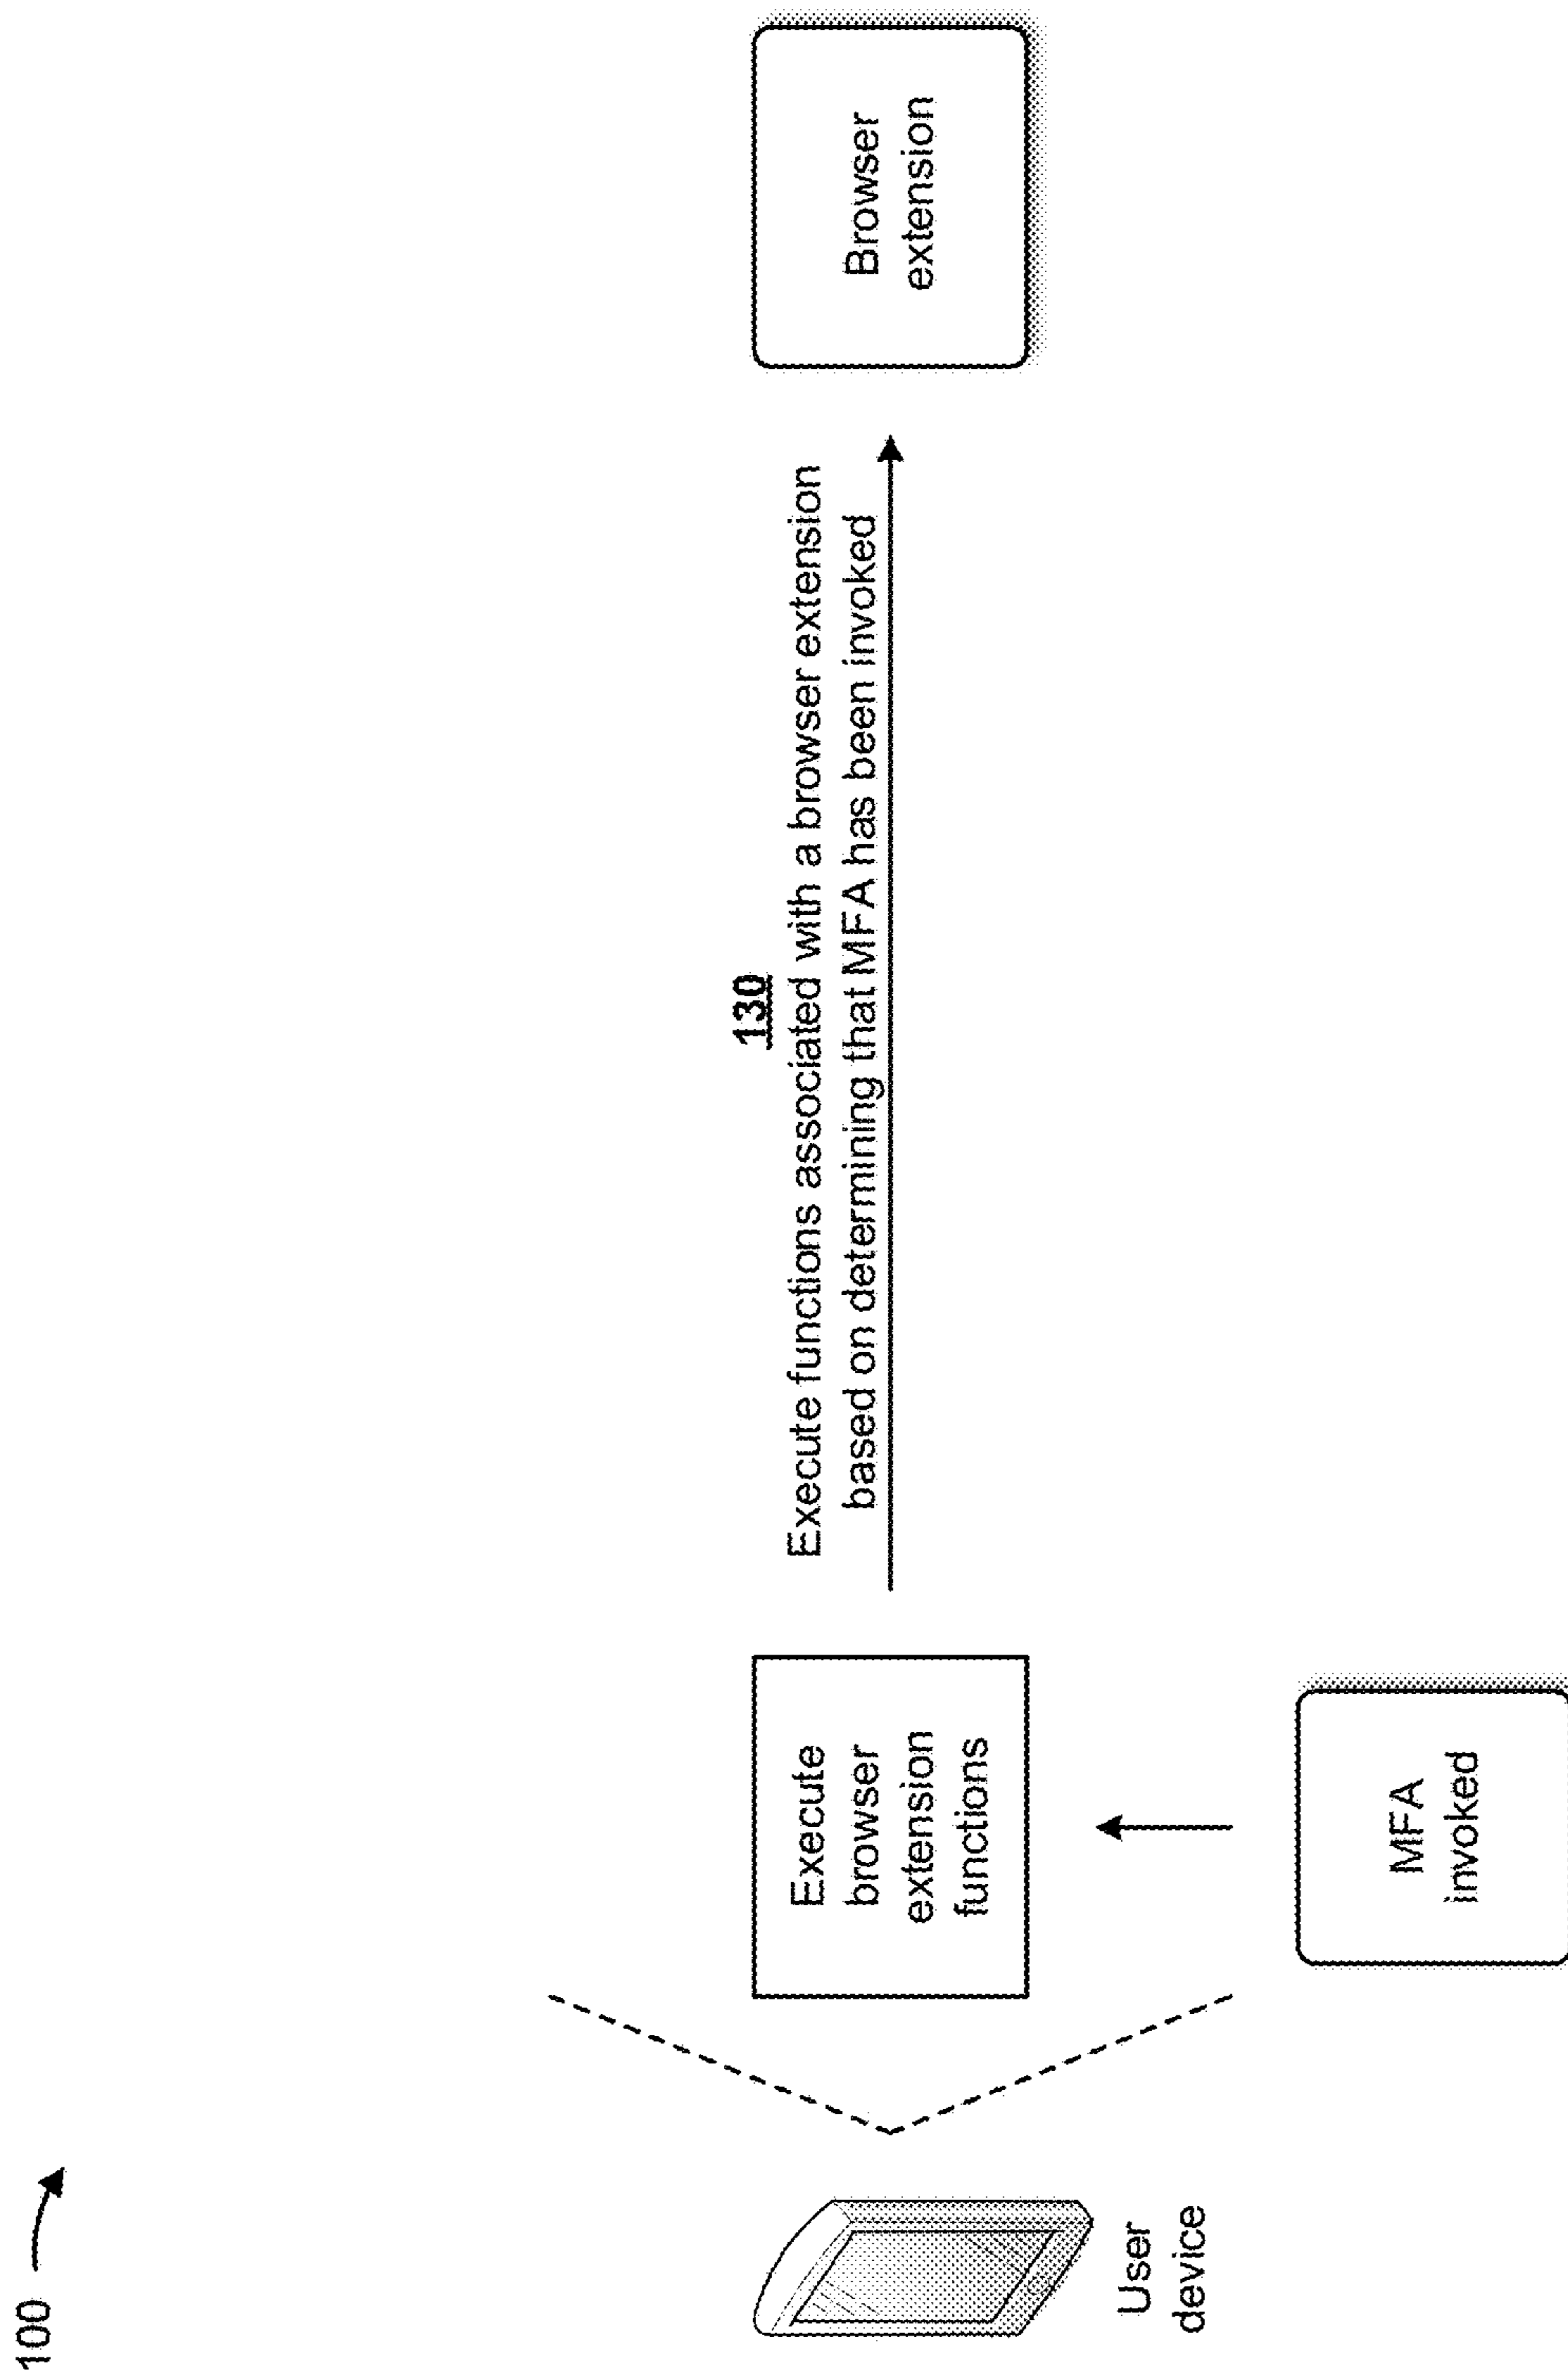 100
130
Execute functions associated with a browser extension
based on determining that MFA has been invoked
User
device
Execute
browser
extension
functions
Browser
extension
MFA
invoked